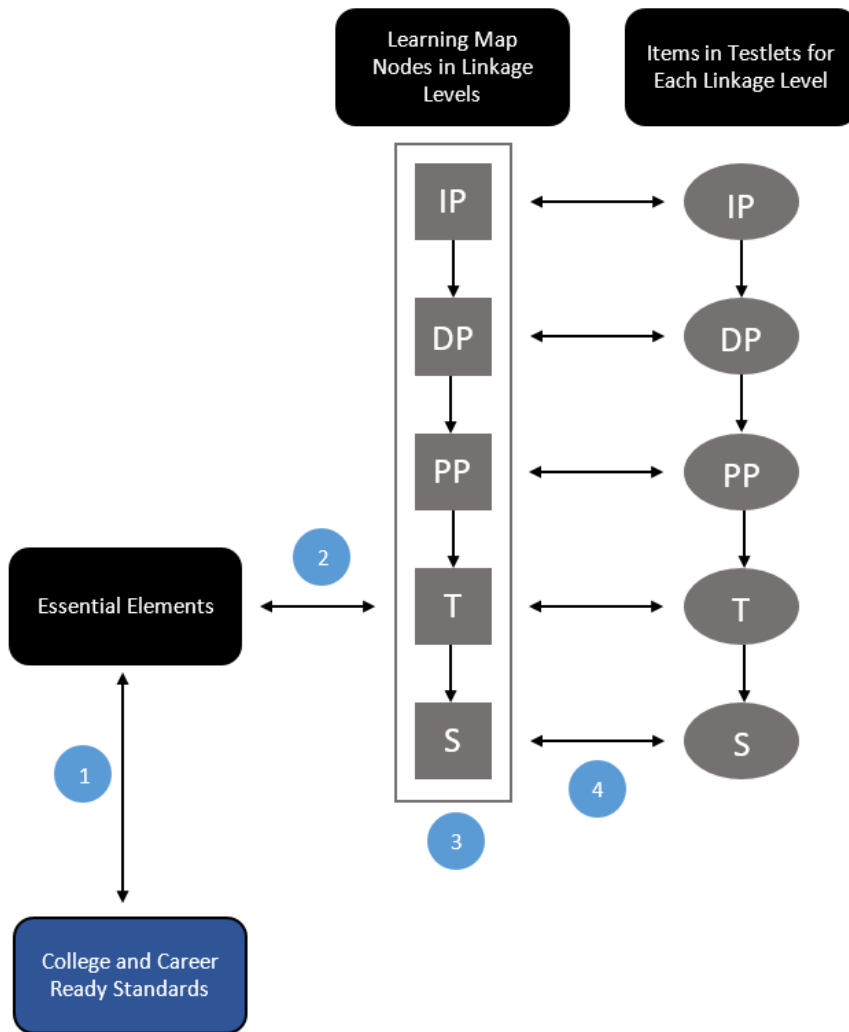 Learning Map
Nodes in Linkage
Levels
Items in Testlets for
Each Linkage Level
IP
IP
DP
DP
PP
PP
2
Essential Elements
T
T
S
S
1
4
3
College and Career
Ready Standards